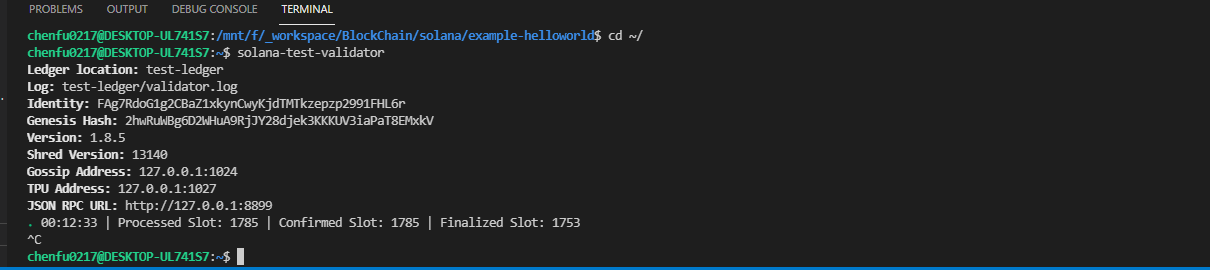 PROBLEMS OUTPUT DEBUG CONSOLE TERMINAL
chenfu0217@DESKTOP-UL741S7:/mnt/f/_workspace/BlockChain/solana/example-helloworld$ cd ~/
chenfu0217@DESKTOP-UL741S7:~$ solana-test-validator
Ledger location: test-ledger
Log: test-ledger/validator.log
Identity: FAg7RdoG1g2CBaZ1xkynCwyKjdTMTkzepzp2991FHL6r
Genesis Hash: 2hwRuWBg6D2WHuA9RjJY28djek3KKKUV3iaPaT8EMxkV
Version: 1.8.5
Shred Version: 13140
Gossip Address: 127.0.0.1:1024
TPU Address: 127.0.0.1:1027
JSON RPC URL: http://127.0.0.1:8899
. 00:12:33 | Processed Slot: 1785 | Confirmed Slot: 1785 | Finalized Slot: 1753
^C
chenfu0217@DESKTOP-UL741S7:~$